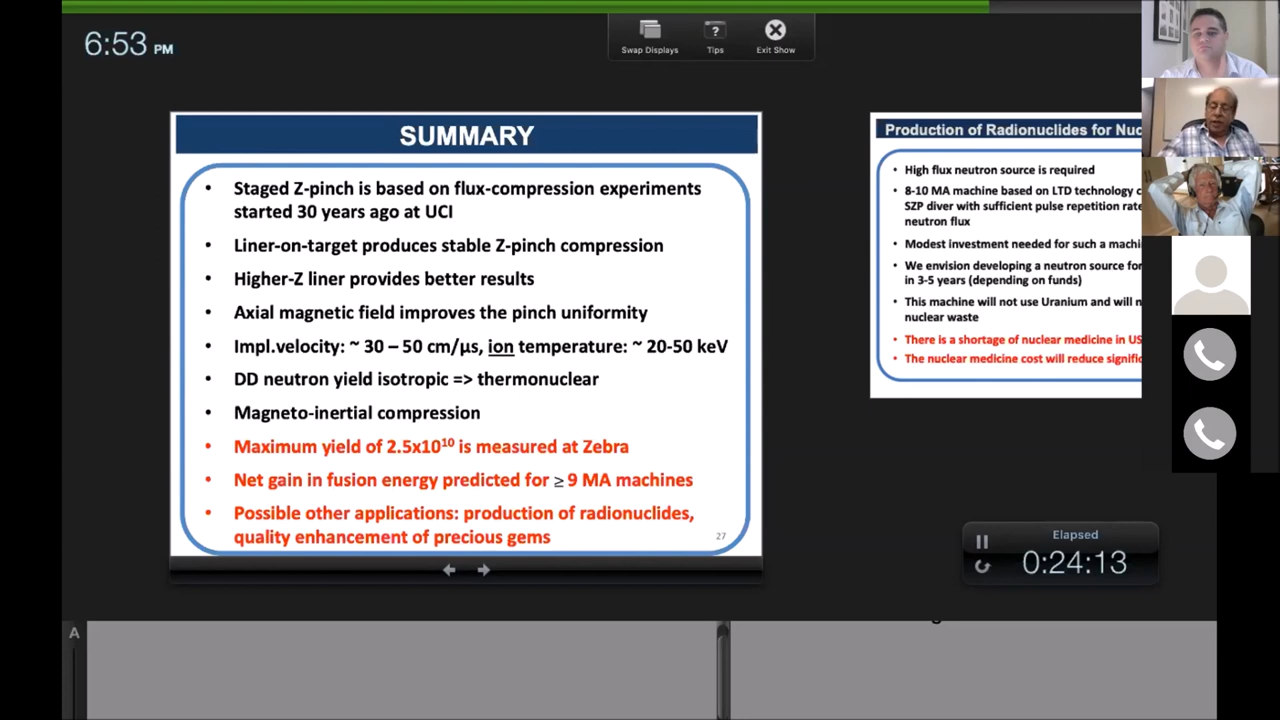 6:53 PM
Swap Displays
?
Tips
Exit Show
SUMMARY
• Staged Z-pinch is based on flux-compression experiments
started 30 years ago at UCI
• Liner-on-target produces stable Z-pinch compression
• Higher-Z liner provides better results
• Axial magnetic field improves the pinch uniformity
• Impl.velocity: ~ 30 – 50 cm/µs, ion temperature: ~ 20-50 keV
• DD neutron yield isotropic => thermonuclear
• Magneto-inertial compression
• Maximum yield of 2.5x10¹⁰ is measured at Zebra
• Net gain in fusion energy predicted for ≥ 9 MA machines
• Possible other applications: production of radionuclides,
quality enhancement of precious gems
27
Production of Radionuclides for Nuc
• High flux neutron source is required
• 8-10 MA machine based on LTD technology c
SZP diver with sufficient pulse repetition rate
neutron flux
• Modest investment needed for such a machi
• We envision developing a neutron source for
in 3-5 years (depending on funds)
• This machine will not use Uranium and will n
nuclear waste
• There is a shortage of nuclear medicine in US
• The nuclear medicine cost will reduce signific
Elapsed
0:24:13
A